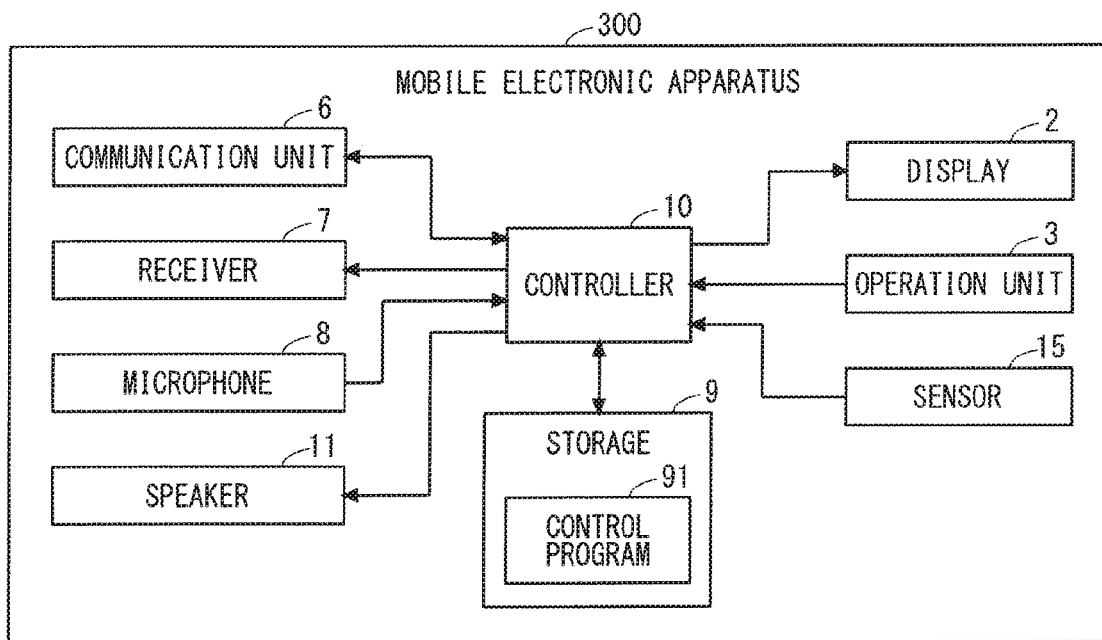 300
MOBILE ELECTRONIC APPARATUS
6
COMMUNICATION UNIT
7
RECEIVER
8
MICROPHONE
11
SPEAKER
10
CONTROLLER
9
STORAGE
91
CONTROL
PROGRAM
2
DISPLAY
3
OPERATION UNIT
15
SENSOR